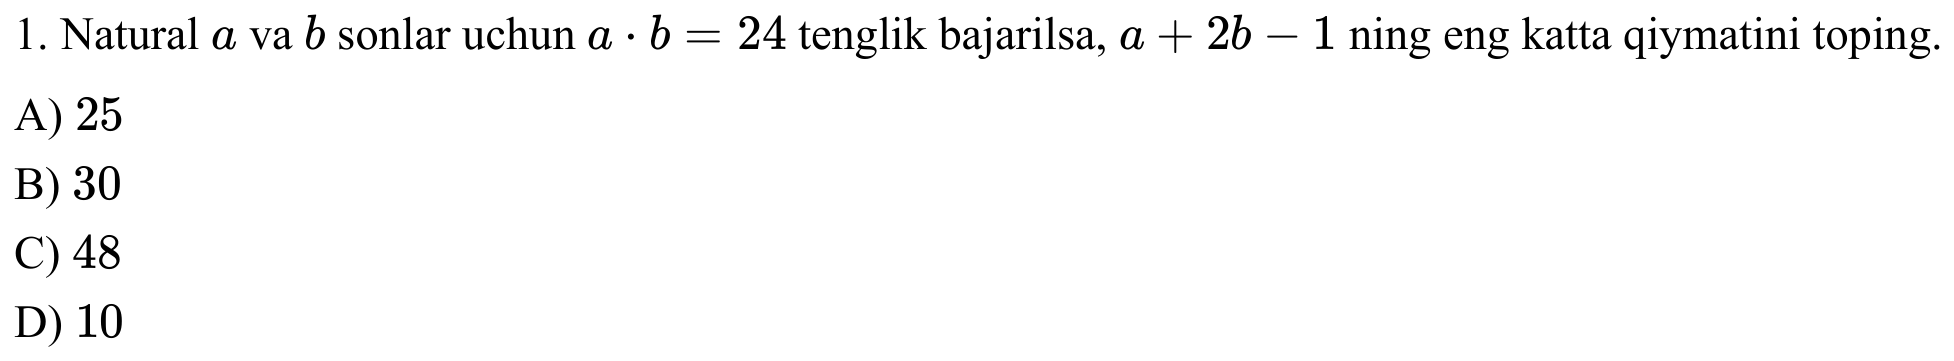 1. Natural a va b sonlar uchun a · b = 24 tenglik bajarilsa, a + 2b − 1 ning eng katta qiymatini toping.
A) 25
B) 30
C) 48
D) 10